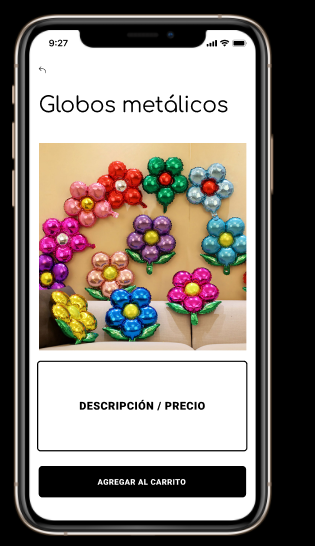 9:27
Globos metálicos
DESCRIPCIÓN / PRECIO
AGREGAR AL CARRITO